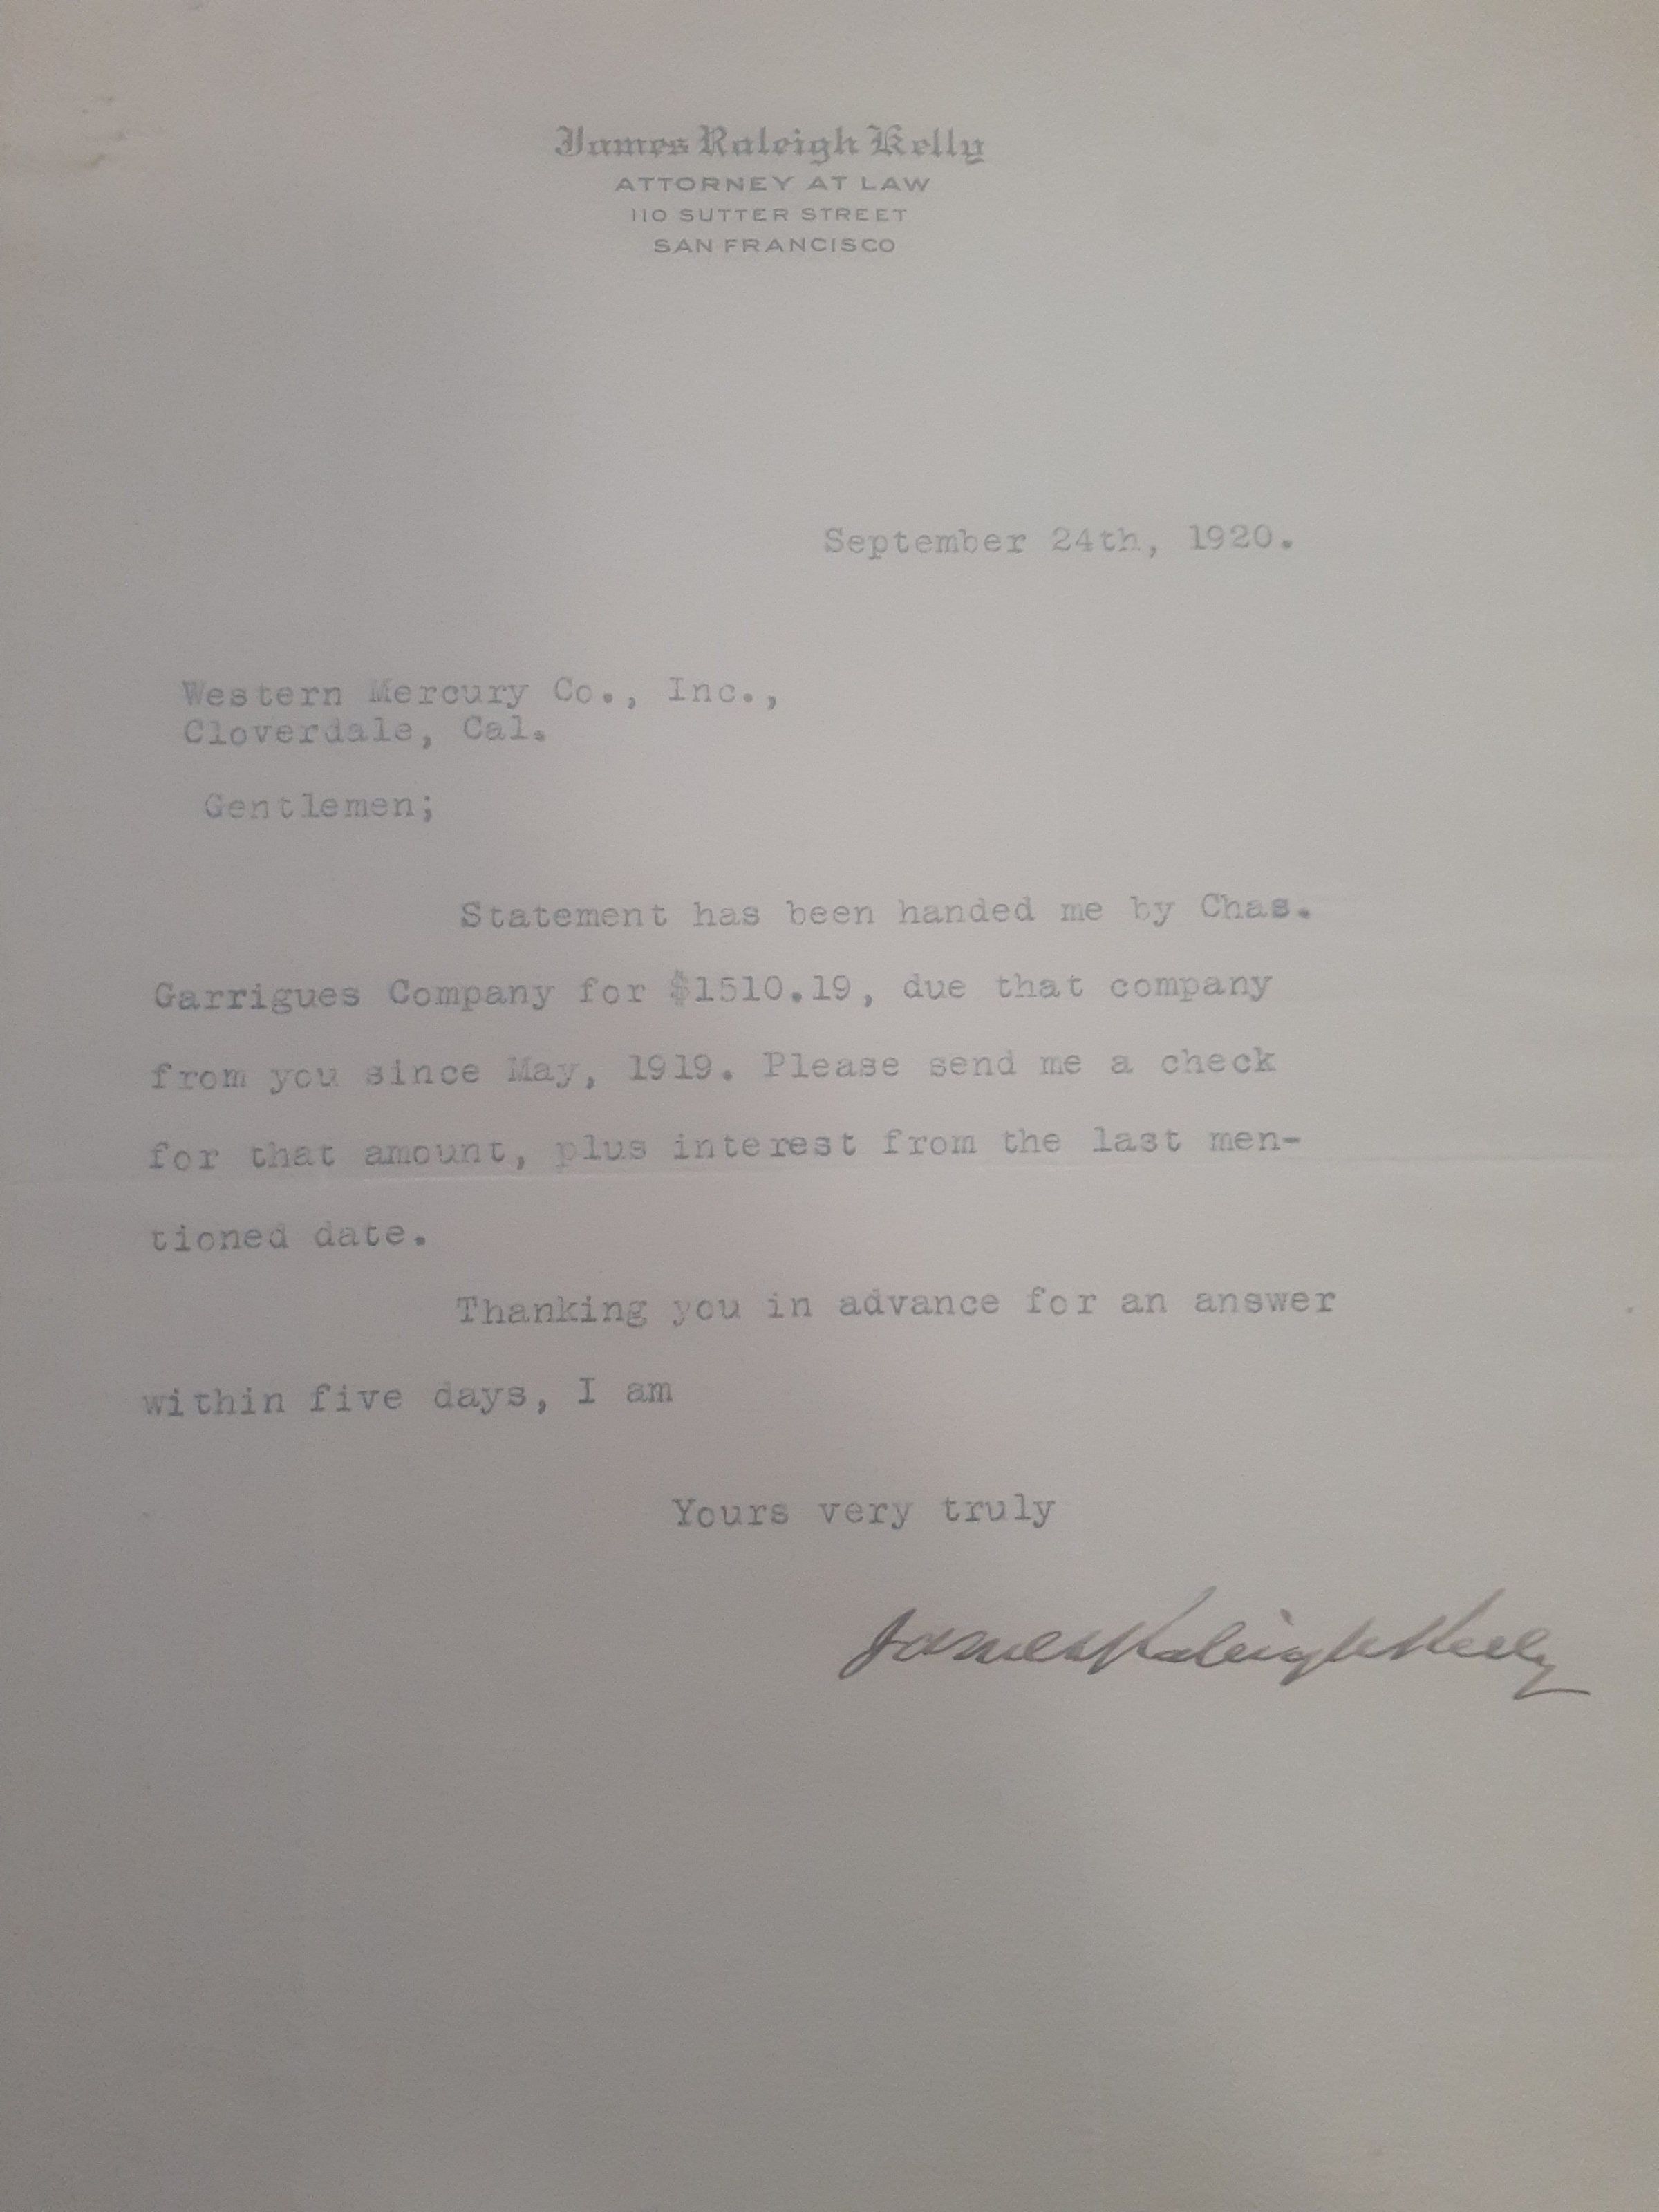 James Raleigh Kelly
ATTORNEY AT LAW
110 SUTTER STREET
SAN FRANCISCO
September 24th, 1920.
Western Mercury Co., Inc.,
Cloverdale, Cal.
Gentlemen;
Statement has been handed me by Chas.
Garrigues Company for $1510.19, due that company
from you since May, 1919. Please send me a check
for that amount, plus interest from the last men-
tioned date.
Thanking you in advance for an answer
within five days, I am
Yours very truly
James Raleigh Kelly